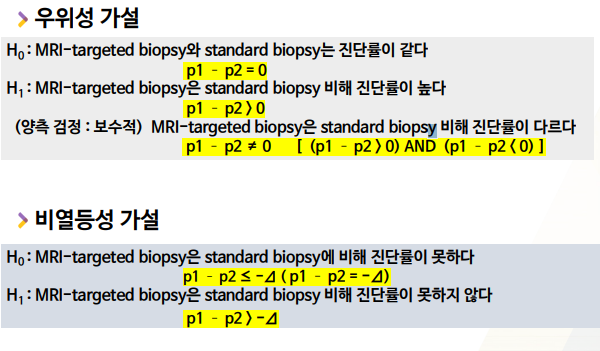 우위성 가설
H0 : MRI-targeted biopsy와 standard biopsy는 진단률이 같다
p1 - p2 = 0
H1 : MRI-targeted biopsy은 standard biopsy 비해 진단률이 높다
p1 - p2 > 0
(양측 검정 : 보수적) MRI-targeted biopsy은 standard biopsy 비해 진단률이 다르다
p1 - p2 ≠ 0 [ (p1 - p2 > 0) AND (p1 - p2 < 0) ]
비열등성 가설
H0 : MRI-targeted biopsy은 standard biopsy에 비해 진단률이 못하다
p1 - p2 ≤ -⊿ ( p1 - p2 = -⊿)
H1 : MRI-targeted biopsy은 standard biopsy 비해 진단률이 못하지 않다
p1 - p2 > -⊿